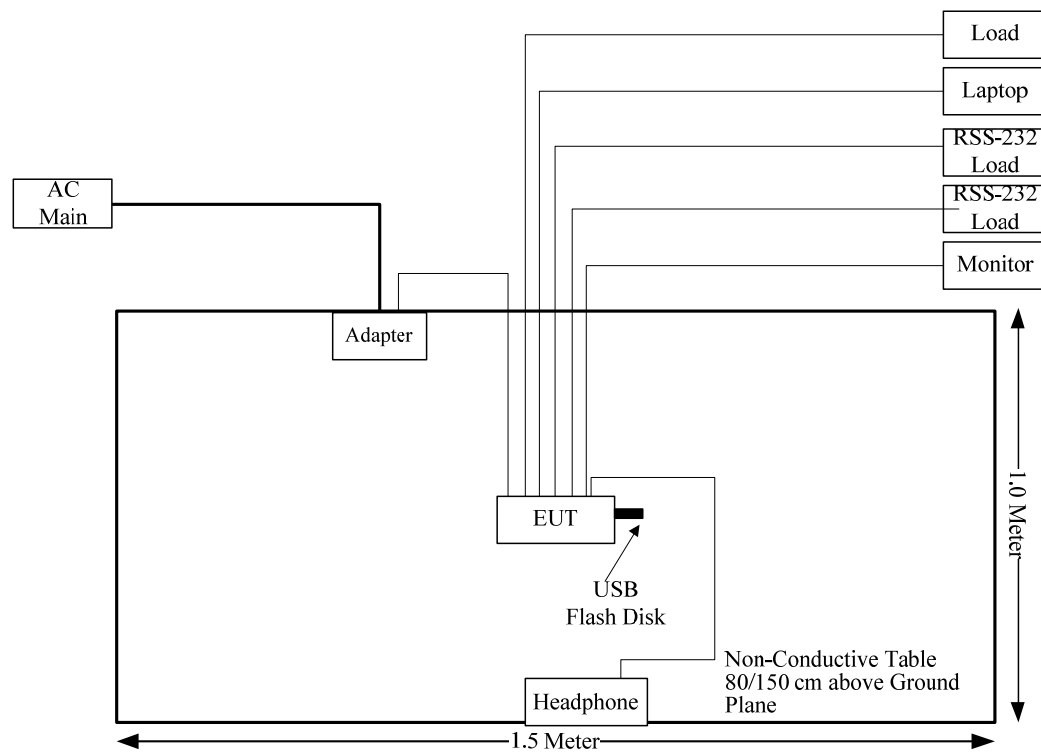 Load
Laptop
RSS-232
Load
RSS-232
Load
AC
Main
Monitor
Adapter
EUT
USB
Flash Disk
1.0 Meter
Non-Conductive Table
80/150 cm above Ground
Plane
Headphone
1.5 Meter